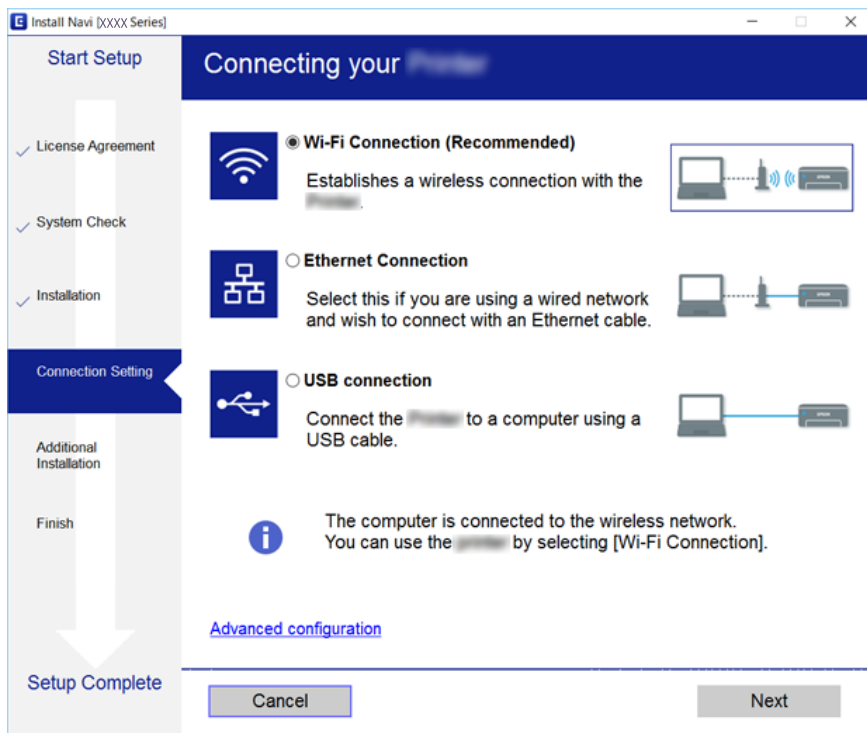 E Install Navi [XXXX Series]
Start Setup
License Agreement
System Check
Installation
Connection Setting
Additional
Installation
Finish
Setup Complete
Connecting your
Wi-Fi Connection (Recommended)
Establishes a wireless connection with the
.
Ethernet Connection
Select this if you are using a wired network
and wish to connect with an Ethernet cable.
USB connection
Connect the to a computer using a
USB cable.
The computer is connected to the wireless network.
You can use the by selecting [Wi-Fi Connection].
Advanced configuration
Cancel
Next